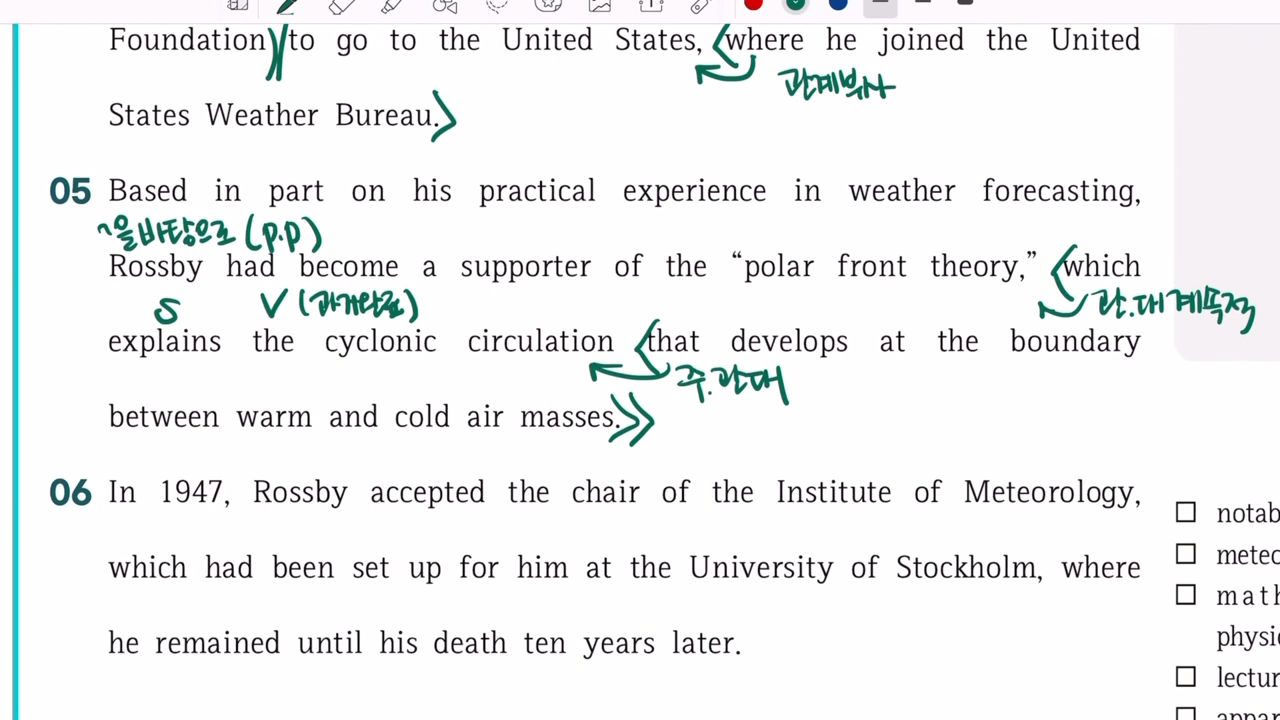 Foundation) to go to the United States, where he joined the United
관계부사
States Weather Bureau.
05 Based in part on his practical experience in weather forecasting,
~을 바탕으로 (p.p)
Rossby had become a supporter of the “polar front theory,” which
S V (과거완료) 관.대 계속적
explains the cyclonic circulation that develops at the boundary
주.관대
between warm and cold air masses.
06 In 1947, Rossby accepted the chair of the Institute of Meteorology,
which had been set up for him at the University of Stockholm, where
he remained until his death ten years later.
notab
meteo
math
physi
lectur
appar